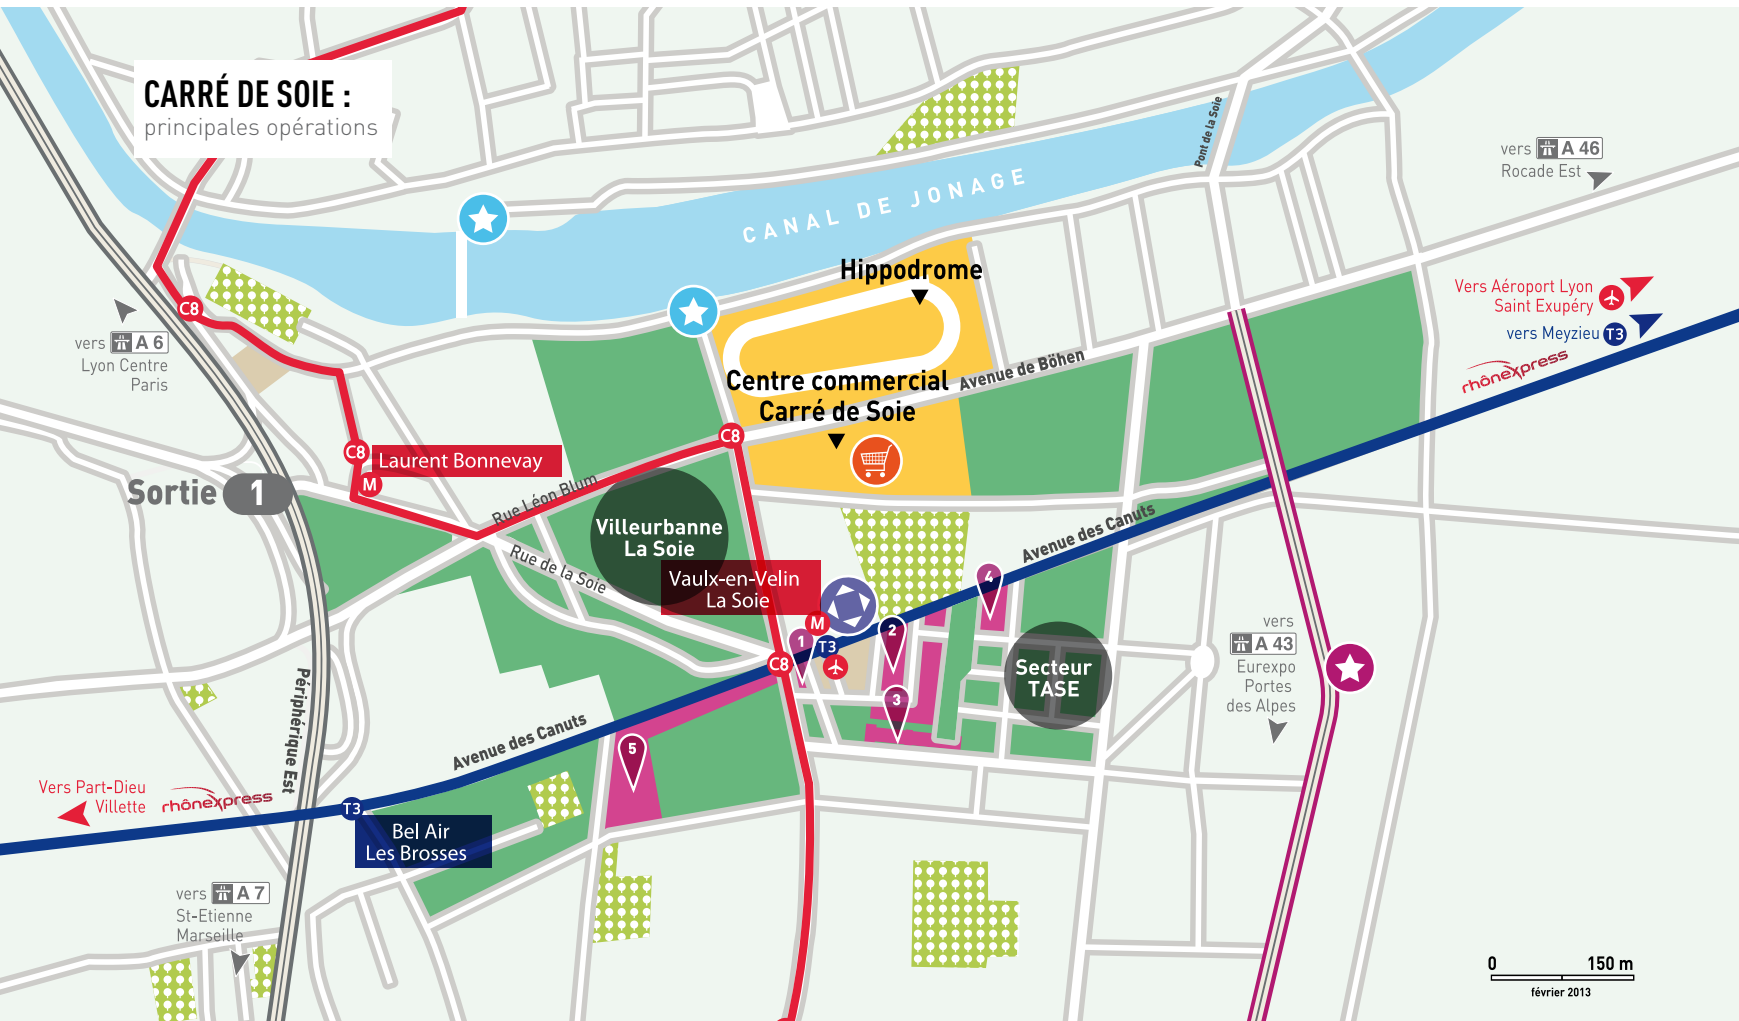 CARRÉ DE SOIE :
principales opérations
Pont de la Soie
vers A 46
Rocade Est
CANAL DE JONAGE
Hippodrome
Vers Aéroport Lyon
Saint Exupéry
vers Meyzieu T3
rhônexpress
C8
vers A 6
Lyon Centre
Paris
Avenue de Böhen
Centre commercial
Carré de Soie
C8
C8
Laurent Bonnevay
M
Sortie 1
Rue Léon Blum
Villeurbanne
La Soie
Avenue des Canuts
Rue de la Soie
Vaulx-en-Velin
La Soie
4
M
1
2
T3
C8
3
Secteur
TASE
vers
A 43
Eurexpo
Portes
des Alpes
Périphérique Est
Avenue des Canuts
5
Vers Part-Dieu
Villette
rhônexpress
T3
Bel Air
Les Brosses
vers A 7
St-Etienne
Marseille
0 150 m
février 2013